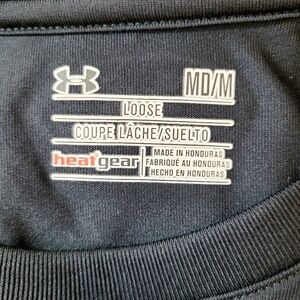 MD/M
LOOSE
COUPE LÂCHE/SUELTO
heatgear
MADE IN HONDURAS
FABRIQUÉ AU HONDURAS
HECHO EN HONDURAS